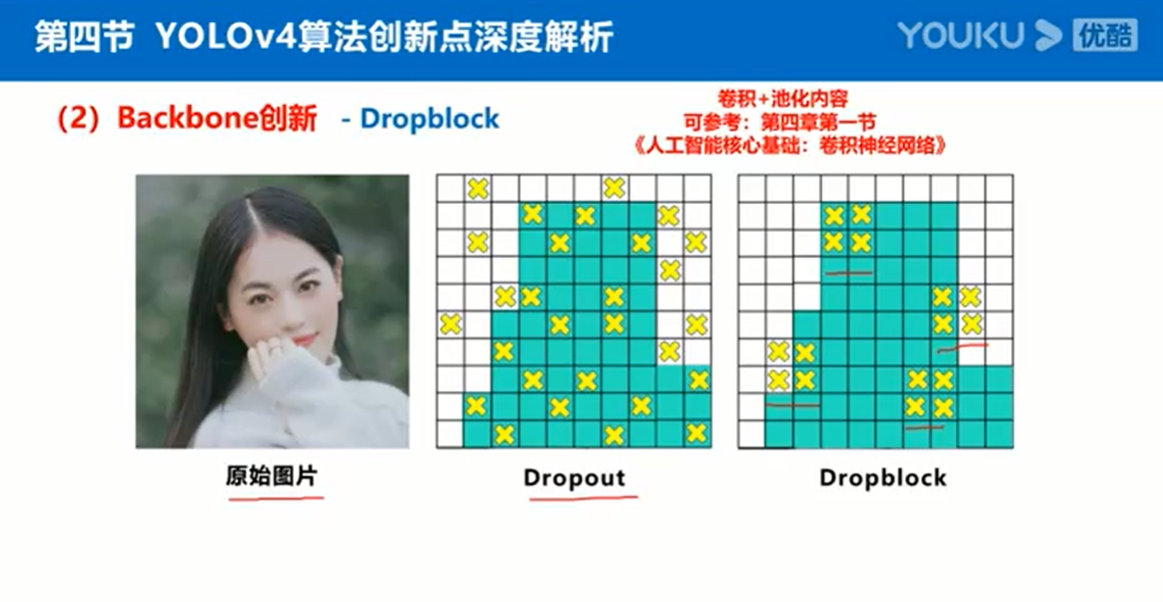 第四节 YOLOv4算法创新点深度解析
YOUKU 优酷
（2）Backbone创新 - Dropblock
卷积+池化内容
可参考：第四章第一节
《人工智能核心基础：卷积神经网络》
原始图片
Dropout
Dropblock